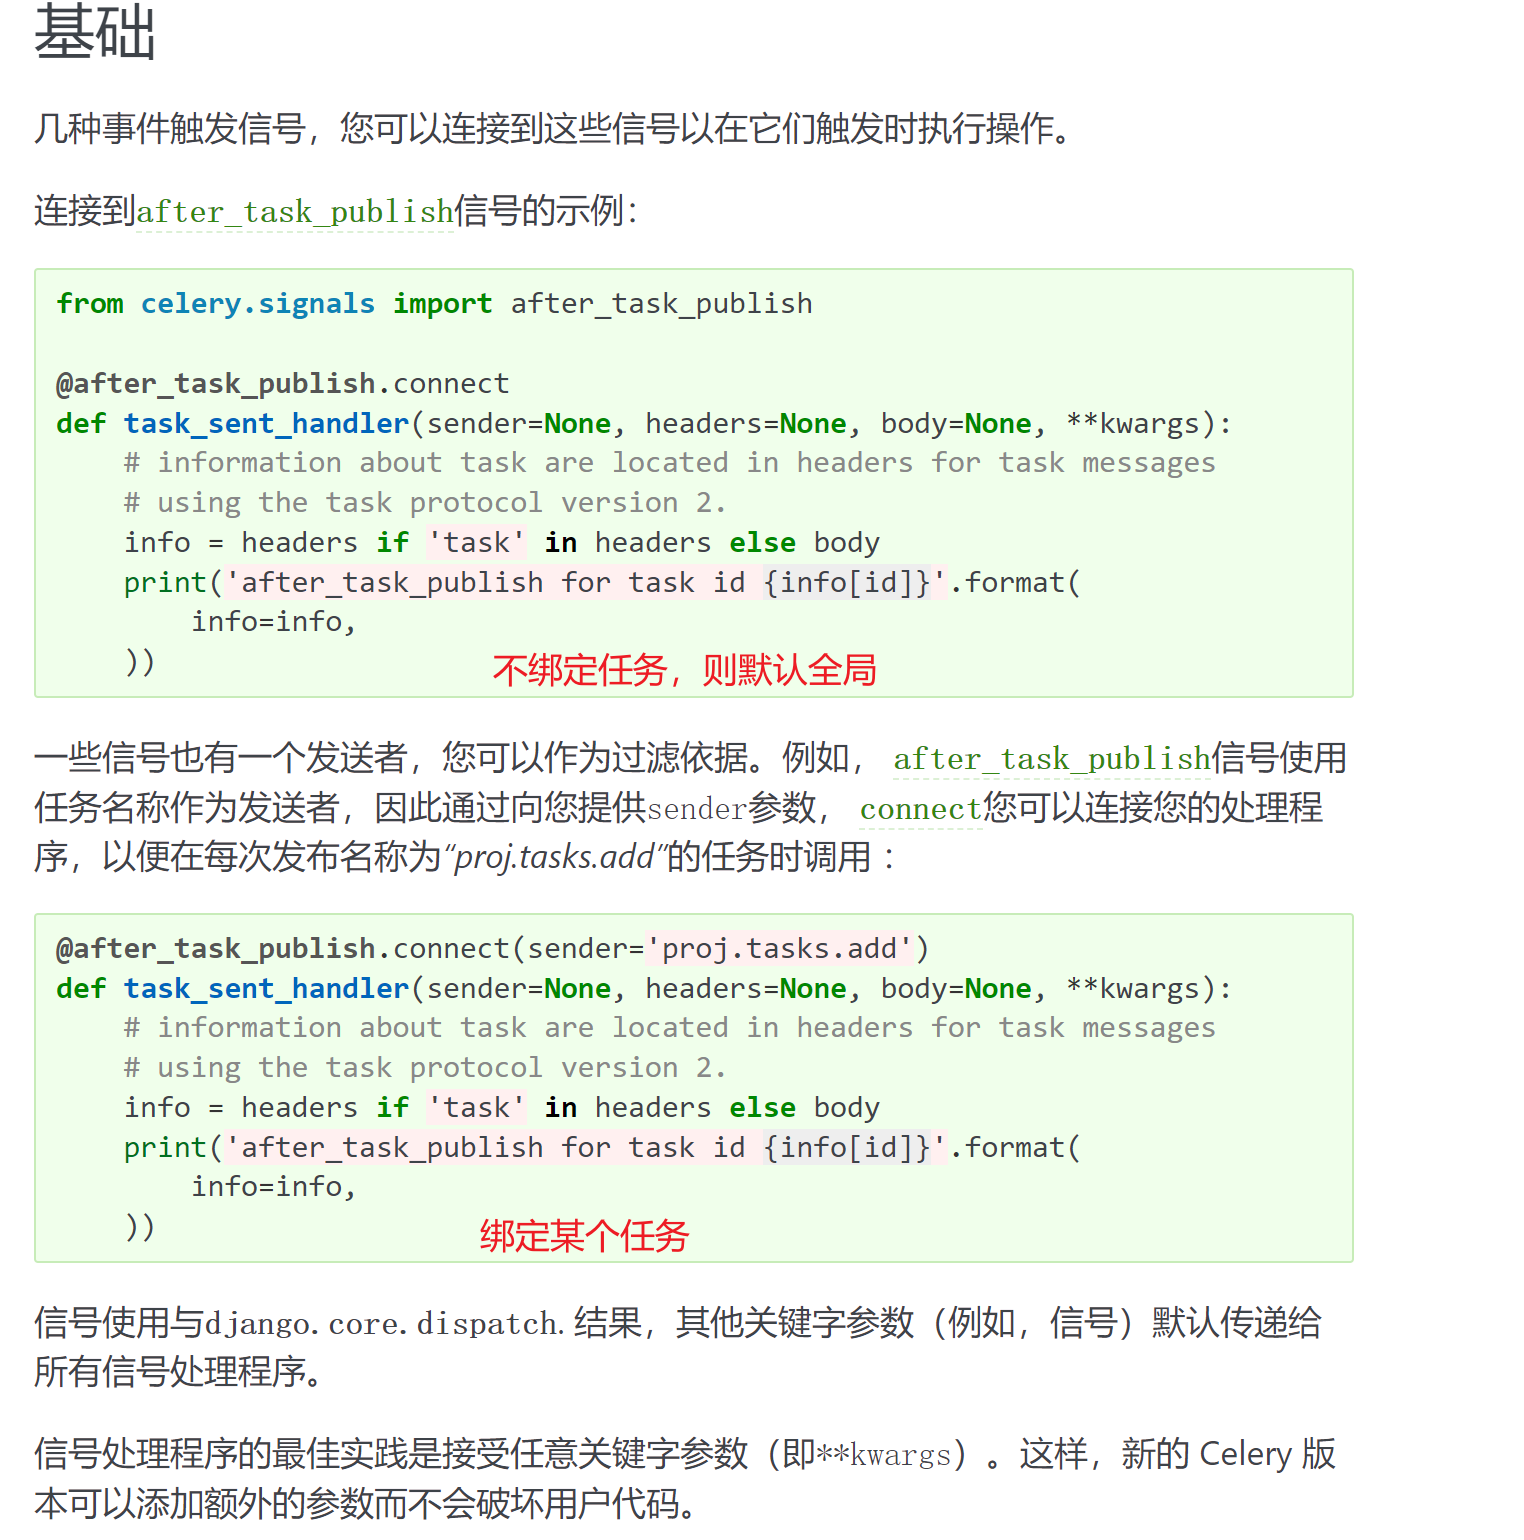 基础
几种事件触发信号，您可以连接到这些信号以在它们触发时执行操作。
连接到after_task_publish信号的示例：
from celery.signals import after_task_publish
@after_task_publish.connect
def task_sent_handler(sender=None, headers=None, body=None, **kwargs):
    # information about task are located in headers for task messages
    # using the task protocol version 2.
    info = headers if 'task' in headers else body
    print('after_task_publish for task id {info[id]}'.format(
        info=info,
    ))
不绑定任务，则默认全局
一些信号也有一个发送者，您可以作为过滤依据。例如， after_task_publish信号使用
任务名称作为发送者，因此通过向您提供sender参数， connect您可以连接您的处理程
序，以便在每次发布名称为“proj.tasks.add”的任务时调用 ：
@after_task_publish.connect(sender='proj.tasks.add')
def task_sent_handler(sender=None, headers=None, body=None, **kwargs):
    # information about task are located in headers for task messages
    # using the task protocol version 2.
    info = headers if 'task' in headers else body
    print('after_task_publish for task id {info[id]}'.format(
        info=info,
    ))
绑定某个任务
信号使用与django.core.dispatch. 结果，其他关键字参数（例如，信号）默认传递给
所有信号处理程序。
信号处理程序的最佳实践是接受任意关键字参数（即**kwargs）。这样，新的 Celery 版
本可以添加额外的参数而不会破坏用户代码。